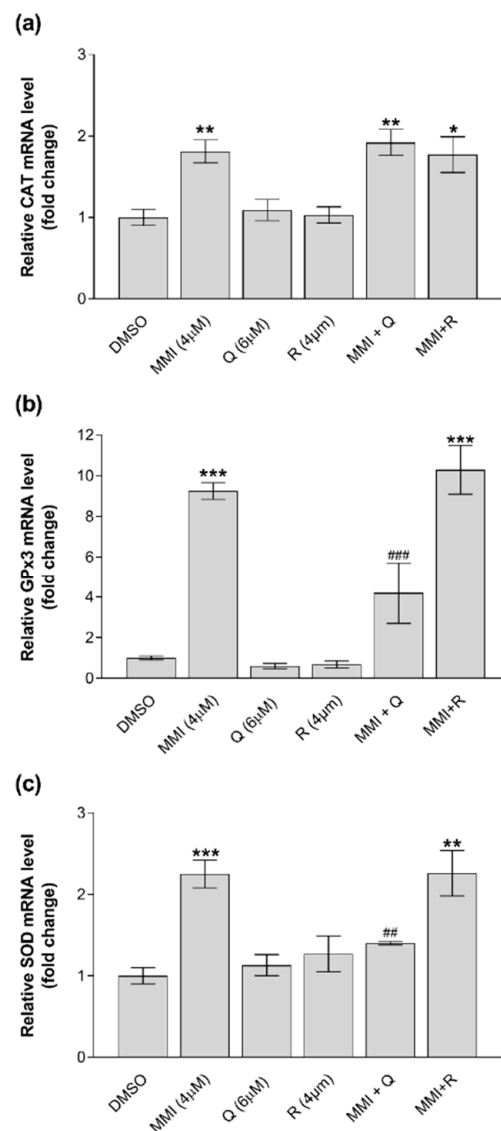 (a)
Relative CAT mRNA level
(fold change)
3
2
1
0
**
**
*
DMSO
MMI (4μM)
Q (6μM)
R (4μm)
MMI + Q
MMI+R
(b)
Relative GPx3 mRNA level
(fold change)
12
10
8
6
4
2
0
***
###
***
DMSO
MMI (4μM)
Q (6μM)
R (4μm)
MMI + Q
MMI+R
(c)
Relative SOD mRNA level
(fold change)
3
2
1
0
***
##
**
DMSO
MMI (4μM)
Q (6μM)
R (4μm)
MMI + Q
MMI+R